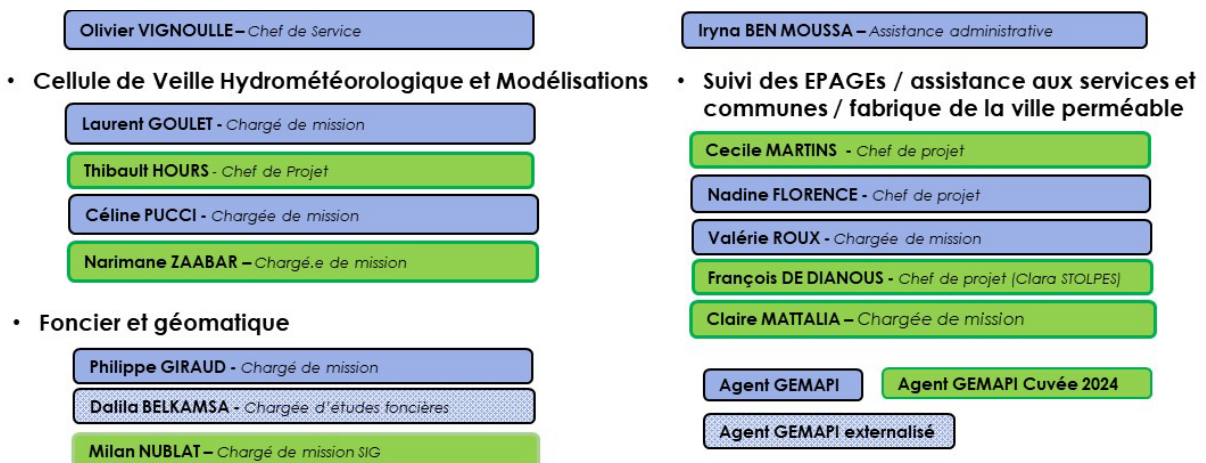 Olivier VIGNOULLE – Chef de Service
Iryna BEN MOUSSA – Assistance administrative
• Cellule de Veille Hydrométéorologique et Modélisations
Laurent GOULET - Chargé de mission
Thibault HOURS - Chef de Projet
Céline PUCCI - Chargée de mission
Narimane ZAABAR – Chargé.e de mission
• Foncier et géomatique
Philippe GIRAUD - Chargé de mission
Dalila BELKAMSA - Chargée d'études foncières
Milan NUBLAT – Chargé de mission SIG
• Suivi des EPAGEs / assistance aux services et
communes / fabrique de la ville perméable
Cecile MARTINS - Chef de projet
Nadine FLORENCE - Chef de projet
Valérie ROUX - Chargée de mission
François DE DIANOUS - Chef de projet (Clara STOLPES)
Claire MATTALIA – Chargée de mission
Agent GEMAPI
Agent GEMAPI Cuvée 2024
Agent GEMAPI externalisé